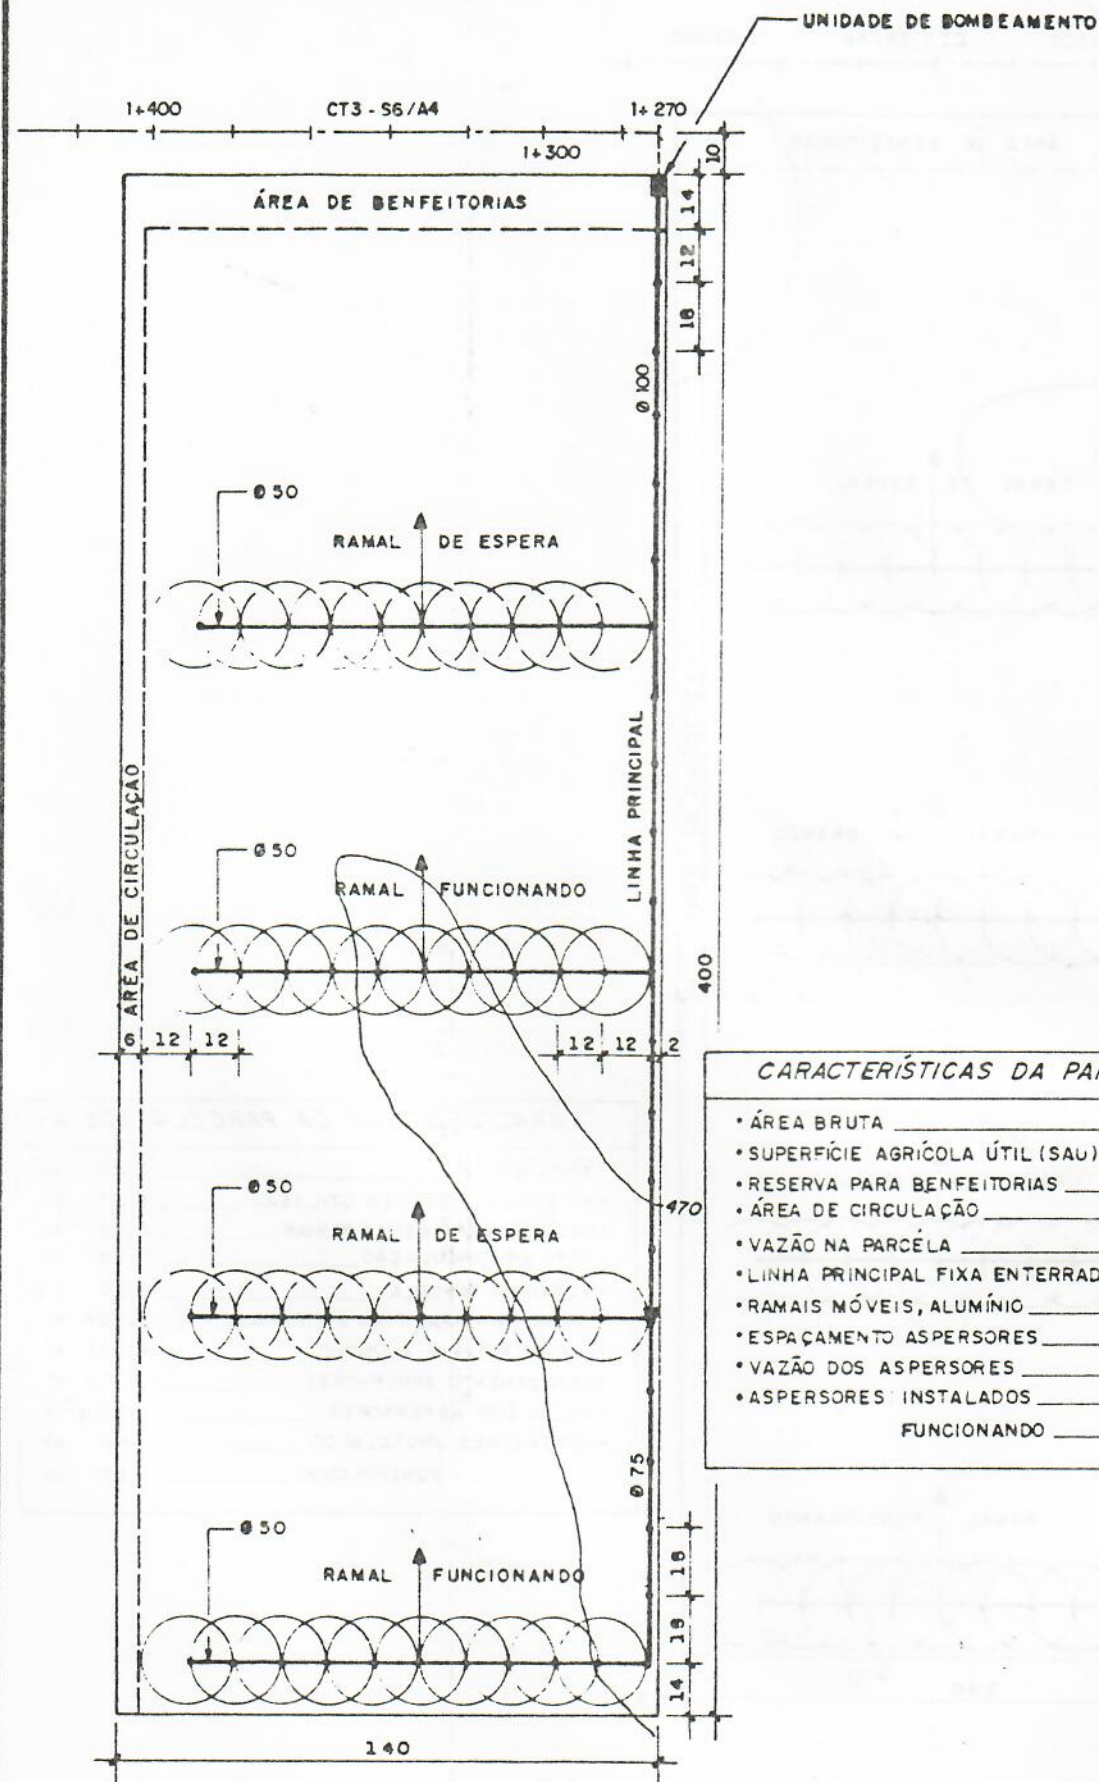 UNIDADE DE BOMBEAMENTO
1+400 CT3-S6/A4 1+270
1+300
10
ÁREA DE BENFEITORIAS
14
12
18
Ø 100
Ø 50
RAMAL DE ESPERA
LINHA PRINCIPAL
ÁREA DE CIRCULAÇÃO
Ø 50
RAMAL FUNCIONANDO
400
6 12 12 12 12 2
CARACTERÍSTICAS DA PAR
• ÁREA BRUTA
• SUPERFÍCIE AGRÍCOLA ÚTIL (SAU)
• RESERVA PARA BENFEITORIAS
• ÁREA DE CIRCULAÇÃO
• VAZÃO NA PARCELA
• LINHA PRINCIPAL FIXA ENTERRAD
• RAMAIS MÓVEIS, ALUMÍNIO
• ESPAÇAMENTO ASPERSORES
• VAZÃO DOS ASPERSORES
• ASPERSORES INSTALADOS
FUNCIONANDO
Ø 50
470
RAMAL DE ESPERA
Ø 75
Ø 50
18
RAMAL FUNCIONANDO
18
14
140